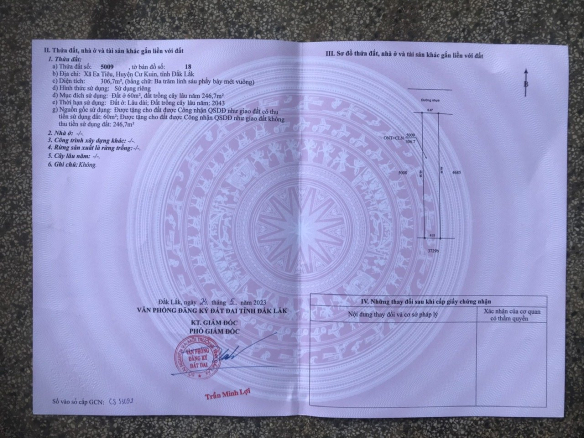 II. Thửa đất, nhà ở và tài sản khác gắn liền với đất
1. Thửa đất:
a) Thửa đất số: 5009 , tờ bản đồ số: 18
b) Địa chỉ: Xã Ea Tiêu, Huyện Cư Kuin, tỉnh Đắk Lắk
c) Diện tích: 306,7m², (bằng chữ: Ba trăm linh sáu phẩy bảy mét vuông)
d) Hình thức sử dụng: Sử dụng riêng
đ) Mục đích sử dụng: Đất ở 60m²; đất trồng cây lâu năm 246,7m²
e) Thời hạn sử dụng: Đất ở: Lâu dài; Đất trồng cây lâu năm: 2043
g) Nguồn gốc sử dụng: Được tặng cho đất được Công nhận QSDĐ như giao đất có thu
tiền sử dụng đất: 60m²; Được tặng cho đất được Công nhận QSDĐ như giao đất không
thu tiền sử dụng đất: 246,7m²
2. Nhà ở: -/-
3. Công trình xây dựng khác: -/-
4. Rừng sản xuất là rừng trồng: -/-
5. Cây lâu năm: -/-
6. Ghi chú: Không
Đắk Lắk, ngày 24 tháng 5 năm 2023
VĂN PHÒNG ĐĂNG KÝ ĐẤT ĐAI TỈNH ĐẮK LẮK
KT. GIÁM ĐỐC
PHÓ GIÁM ĐỐC
VĂN PHÒNG
ĐĂNG KÝ
ĐẤT ĐAI
Trần Minh Lợi
Số vào sổ cấp GCN:
III. Sơ đồ thửa đất, nhà ở và tài sản khác gắn liền với đất
5009
306.7
IV. Những thay đổi sau khi cấp giấy chứng nhận
Nội dung thay đổi và cơ sở pháp lý
Xác nhận của cơ quan
có thẩm quyền